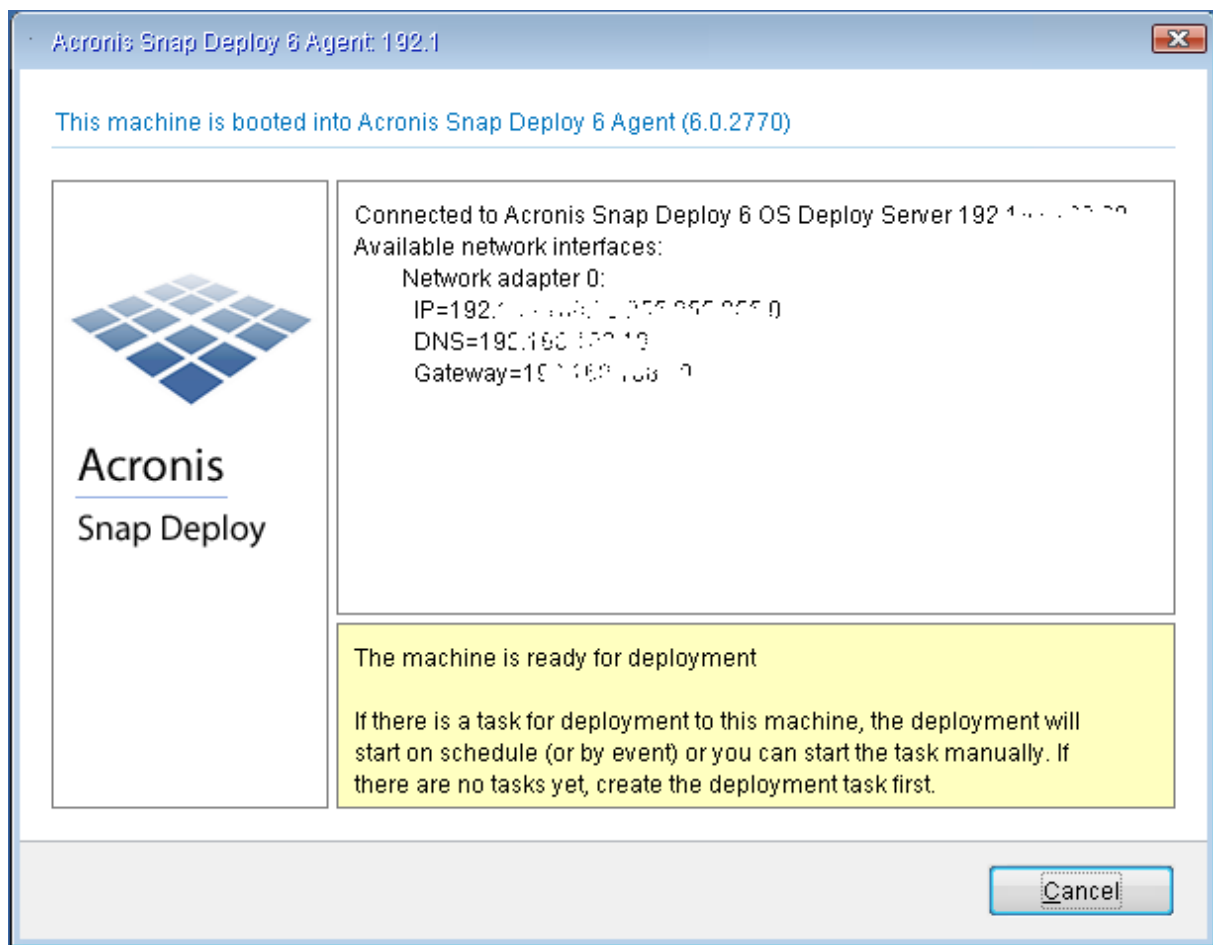 Acronis Snap Deploy 6 Agent: 192.1
This machine is booted into Acronis Snap Deploy 6 Agent (6.0.2770)
Acronis
Snap Deploy
Connected to Acronis Snap Deploy 6 OS Deploy Server 192
Available network interfaces:
Network adapter 0:
IP=192.
DNS=
Gateway=
The machine is ready for deployment
If there is a task for deployment to this machine, the deployment will
start on schedule (or by event) or you can start the task manually. If
there are no tasks yet, create the deployment task first.
Cancel